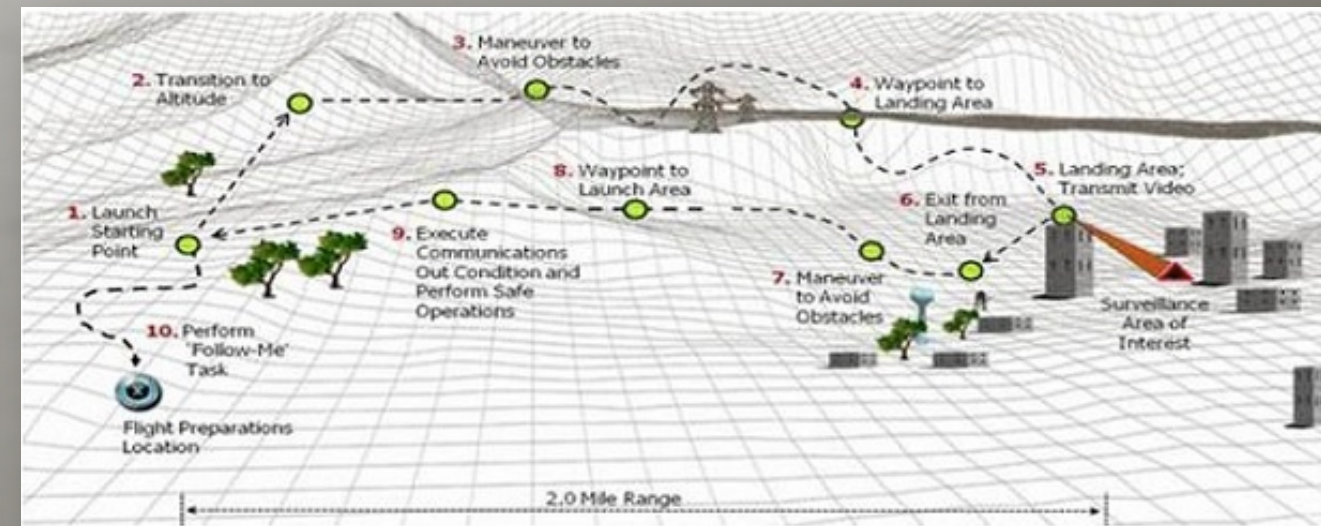 1. Launch
Starting
Point
2. Transition to
Altitude
3. Maneuver to
Avoid Obstacles
4. Waypoint to
Landing Area
5. Landing Area;
Transmit Video
6. Exit from
Landing
Area
7. Maneuver
to Avoid
Obstacles
8. Waypoint to
Launch Area
9. Execute
Communications
Out Condition and
Perform Safe
Operations
10. Perform
'Follow-Me'
Task
Flight Preparations
Location
Surveillance
Area of
Interest
2.0 Mile Range